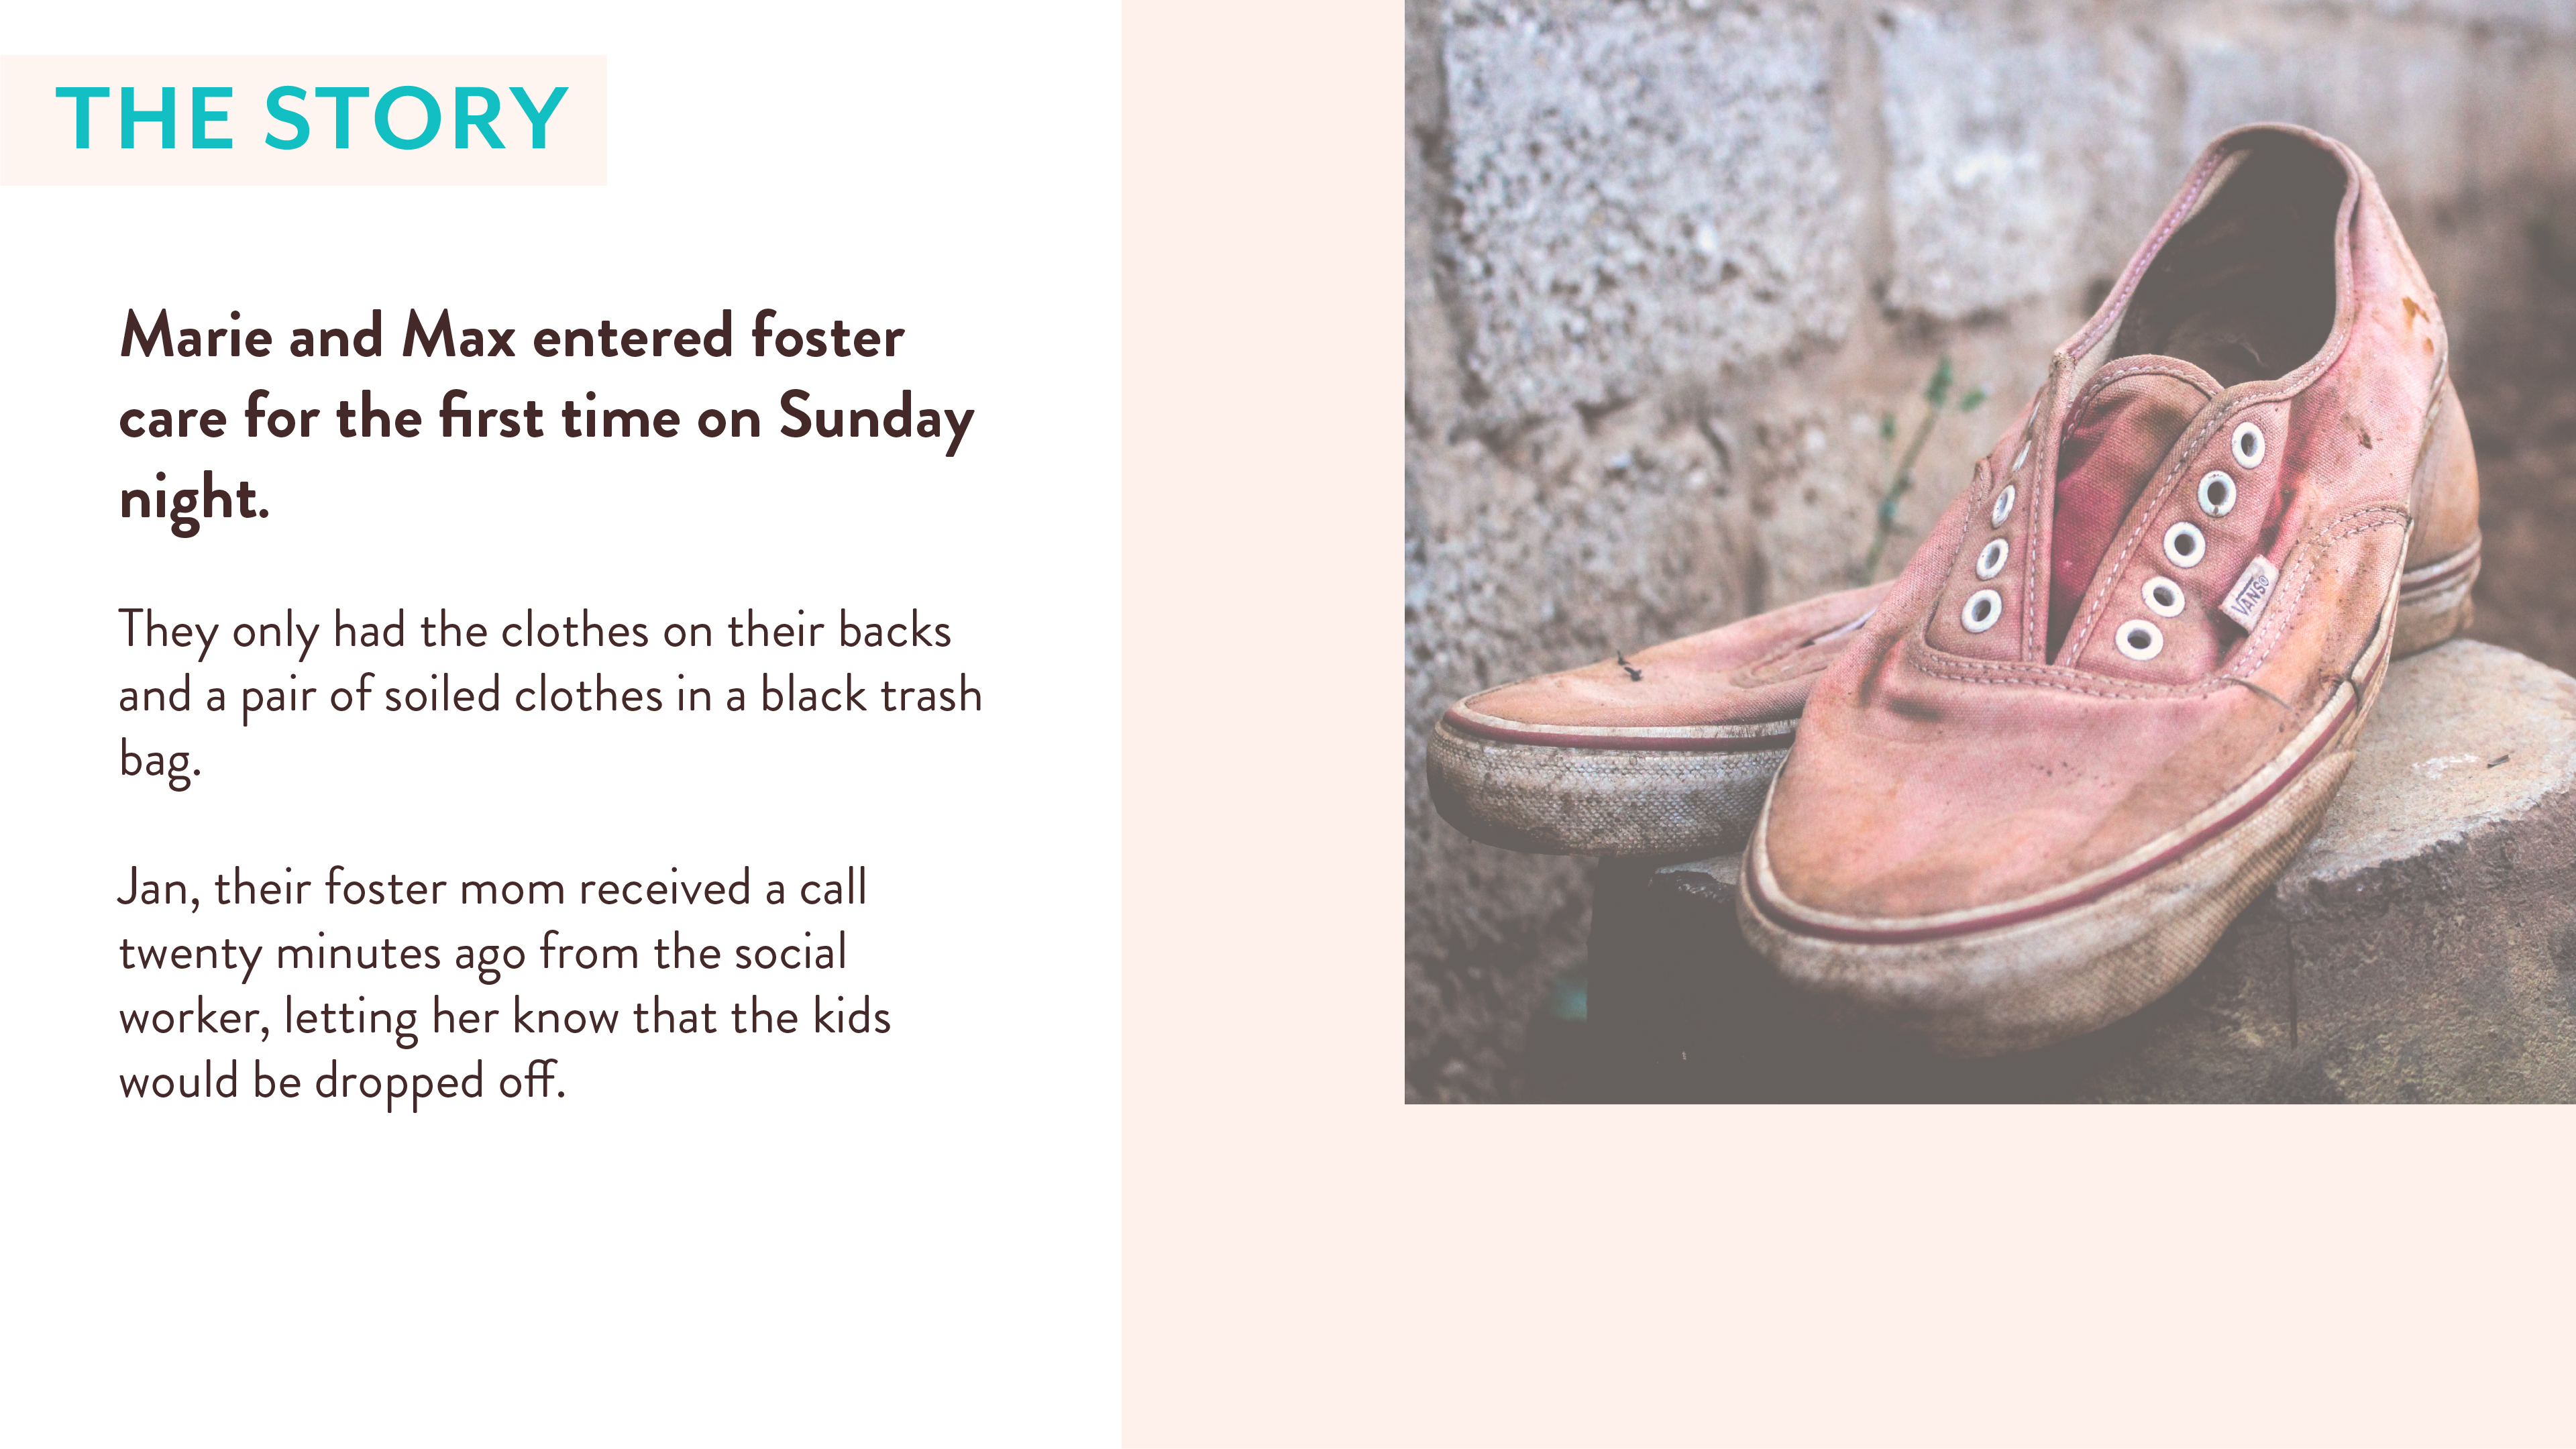 THE STORY
Marie and Max entered foster
care for the first time on Sunday
night.
They only had the clothes on their backs
and a pair of soiled clothes in a black trash
bag.
Jan, their foster mom received a call
twenty minutes ago from the social
worker, letting her know that the kids
would be dropped off.
VANS®